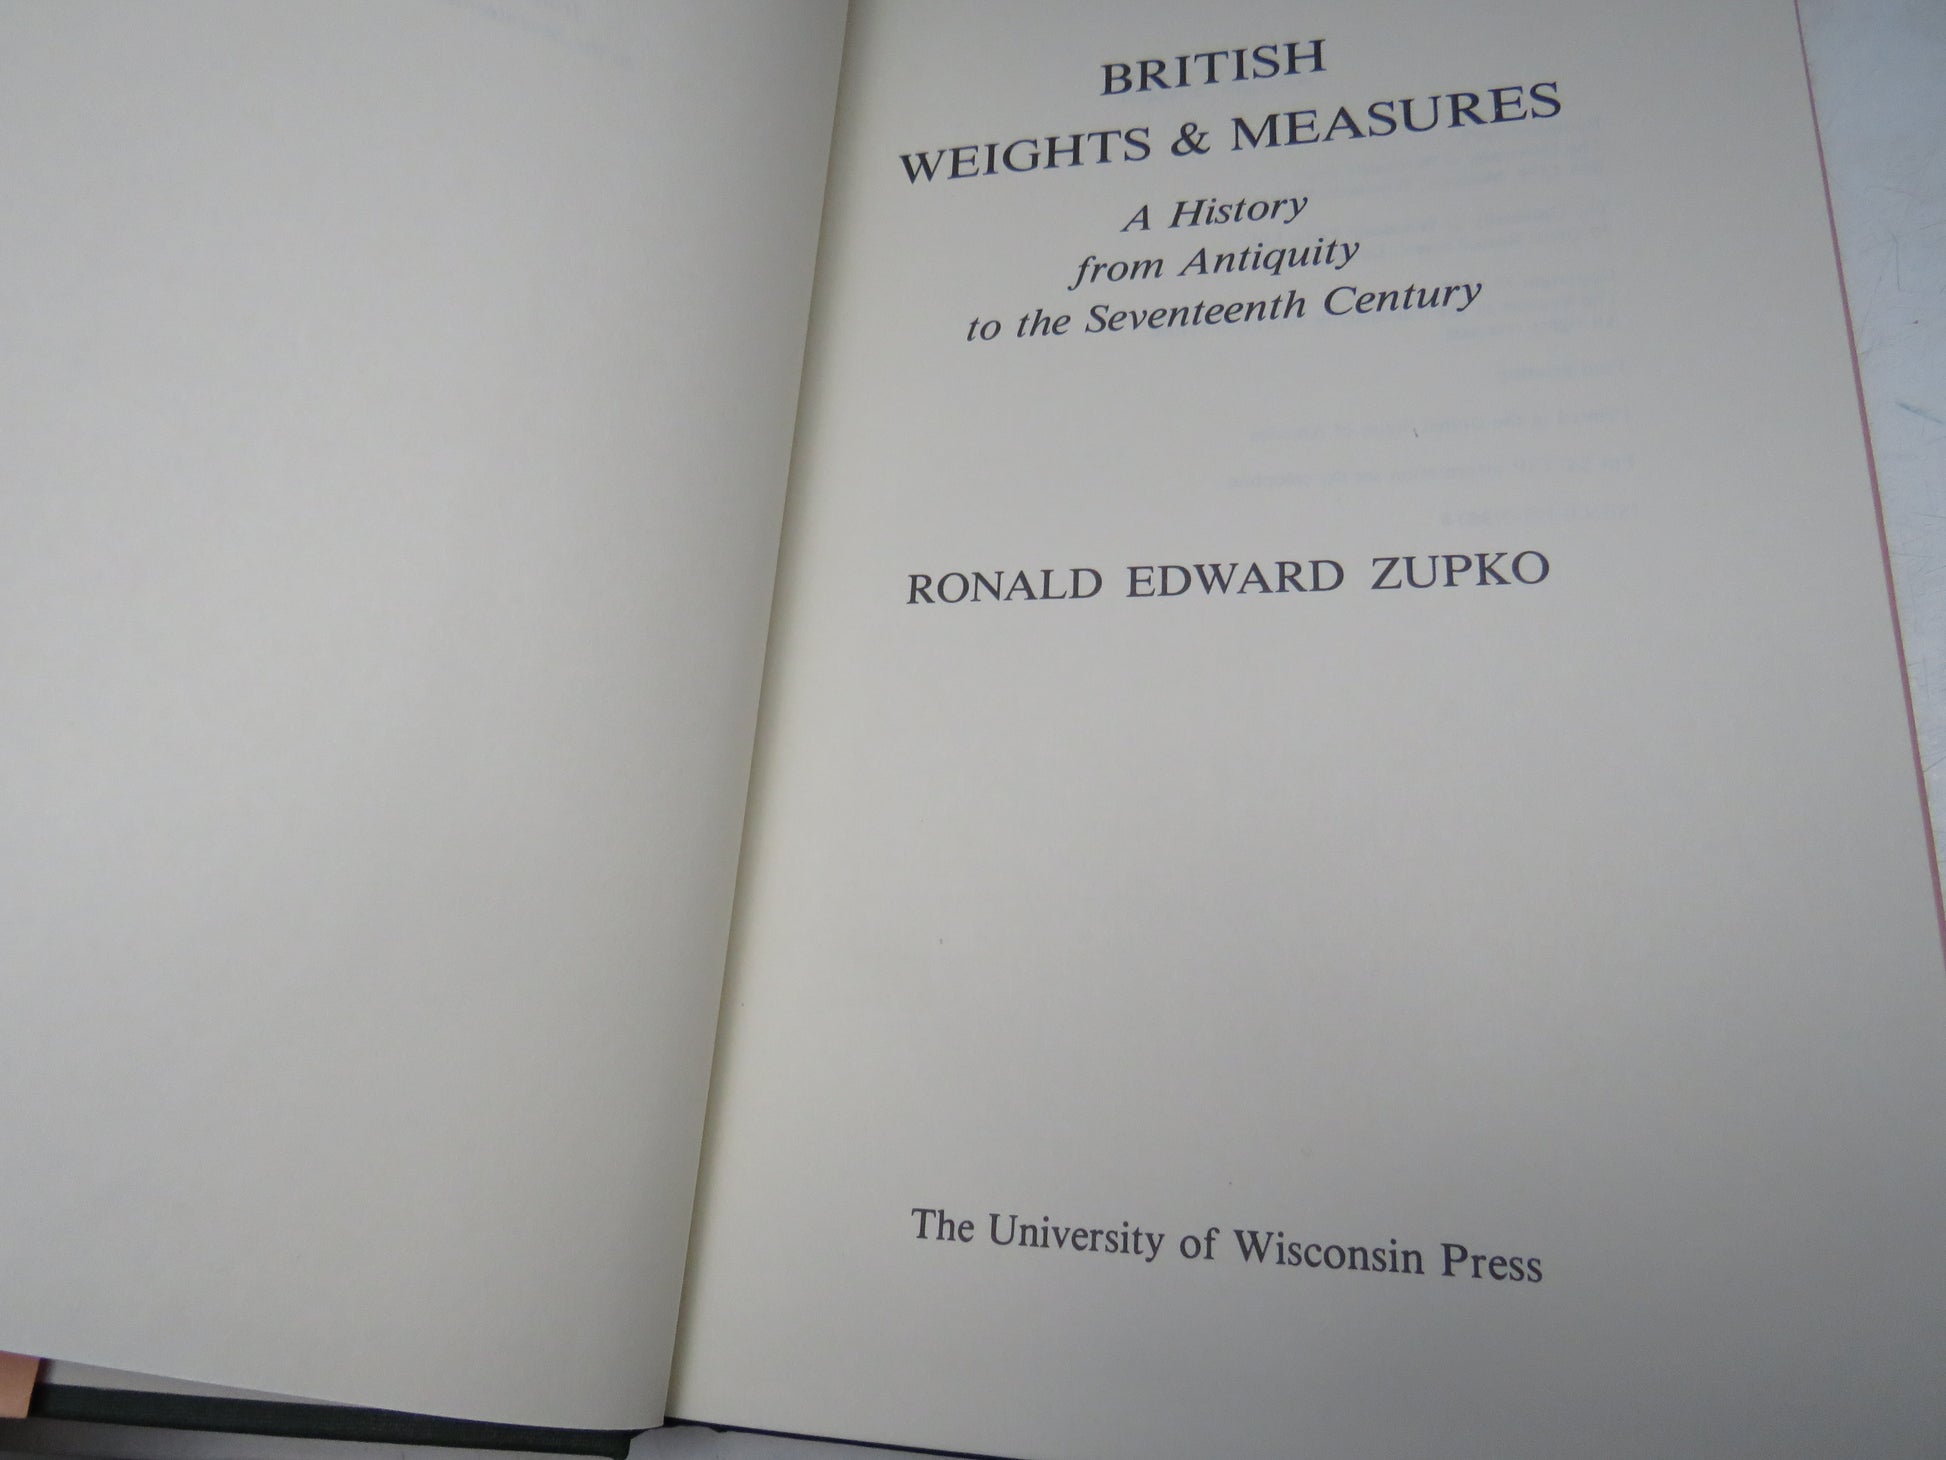 BRITISH
WEIGHTS & MEASURES
A History
from Antiquity
to the Seventeenth Century
RONALD EDWARD ZUPKO
The University of Wisconsin Press